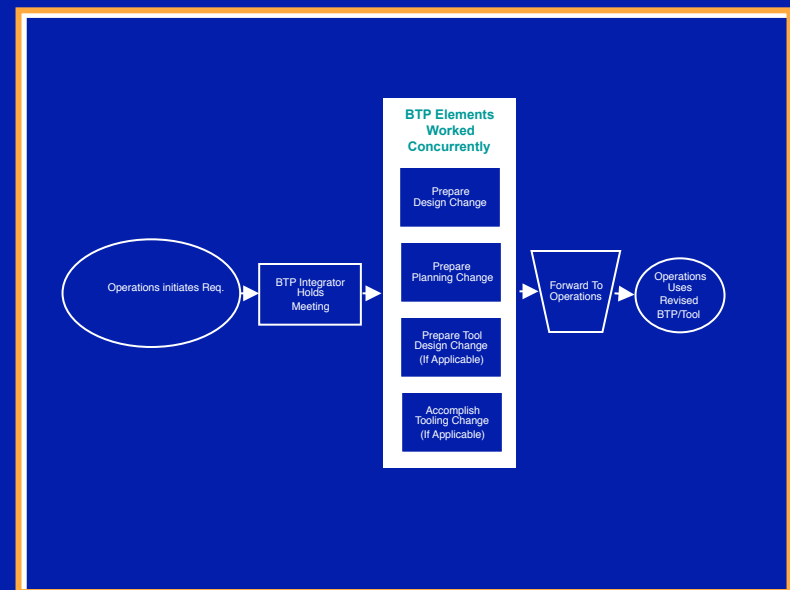 BTP Elements
Worked
Concurrently
Prepare
Design Change
Prepare
Planning Change
Prepare Tool
Design Change
(If Applicable)
Accomplish
Tooling Change
(If Applicable)
Operations initiates Req.
BTP Integrator
Holds
Meeting
Forward To
Operations
Operations
Uses
Revised
BTP/Tool